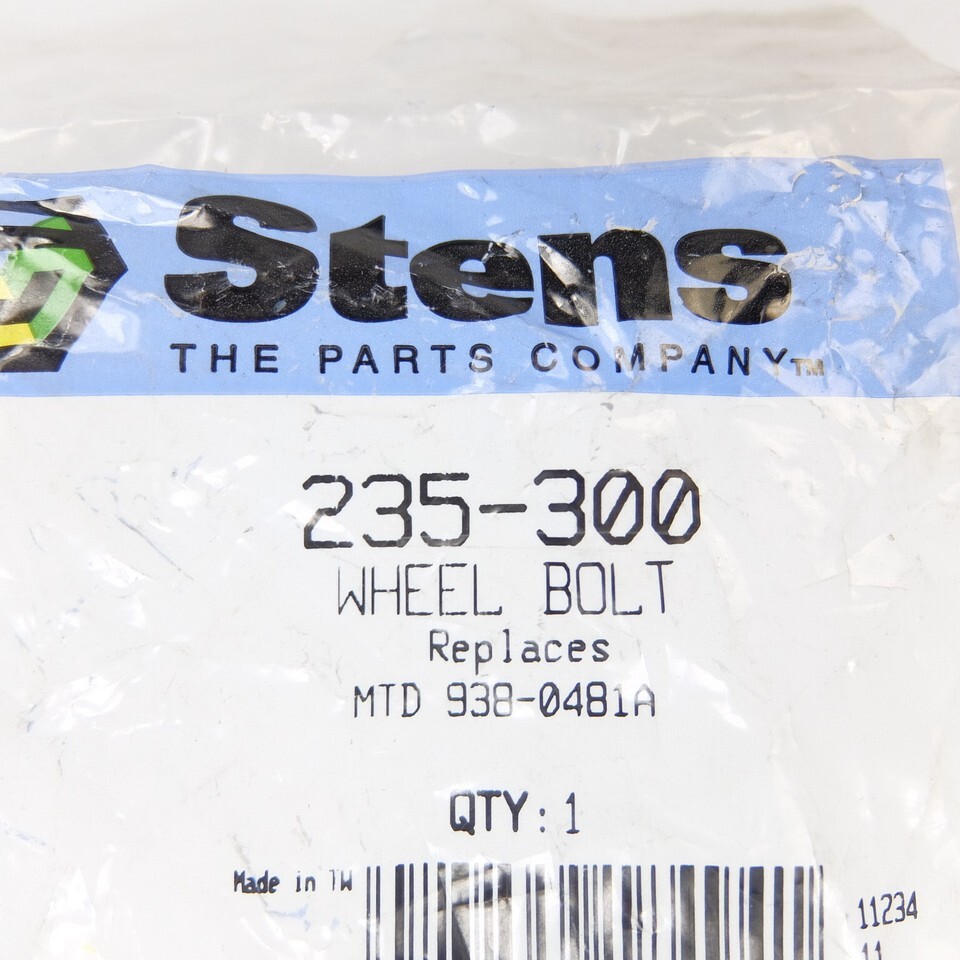 Stens
THE PARTS COMPANY™
235-300
WHEEL BOLT
Replaces
MTD 938-0481A
QTY: 1
Made in TW
11234
11